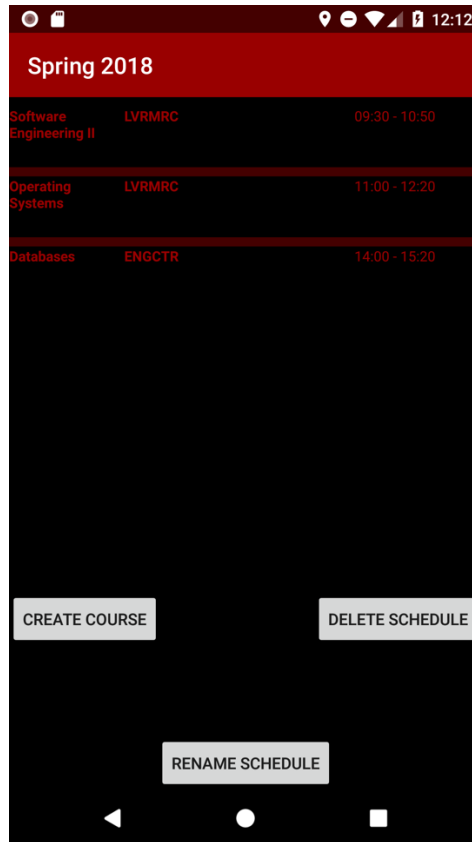 12:12
Spring 2018
Software LVRMRC 09:30 - 10:50
Engineering II
Operating LVRMRC 11:00 - 12:20
Systems
Databases ENGCTR 14:00 - 15:20
CREATE COURSE DELETE SCHEDULE
RENAME SCHEDULE